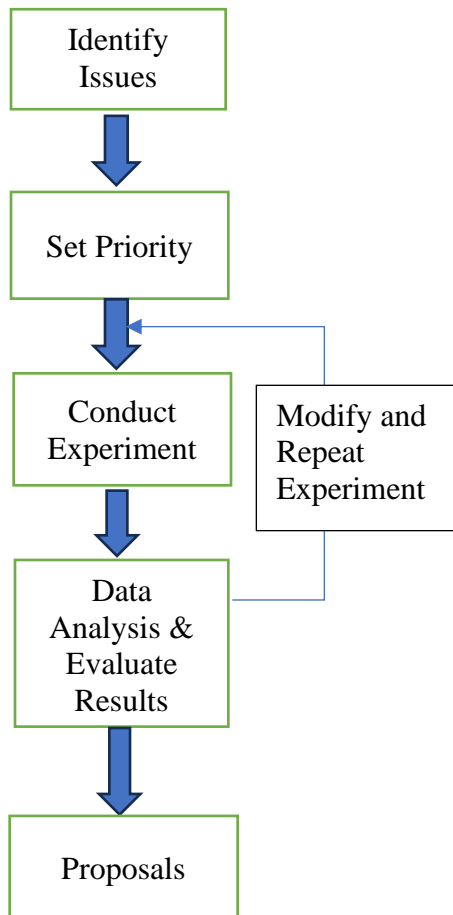 Identify
Issues
Set Priority
Conduct
Experiment
Modify and
Repeat
Experiment
Data
Analysis &
Evaluate
Results
Proposals